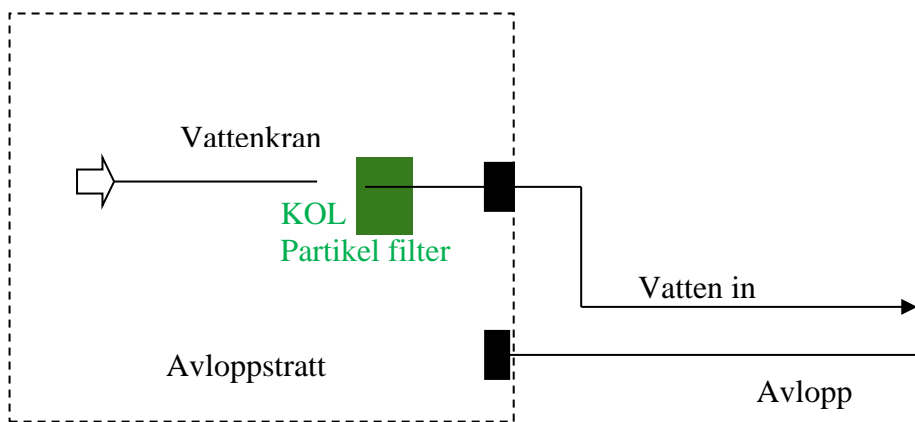 Vattenkran
KOL
Partikel filter
Vatten in
Avloppstratt
Avlopp